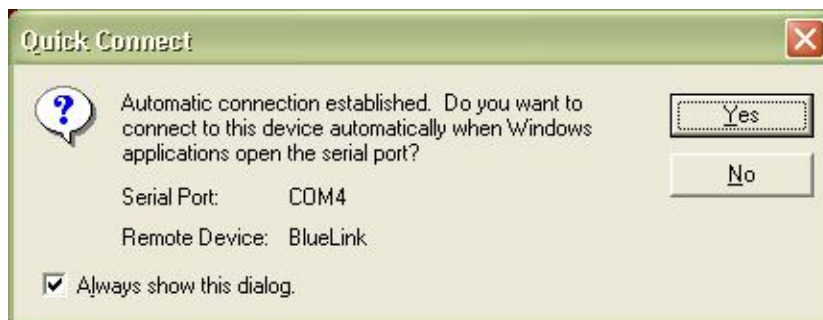 Quick Connect
Automatic connection established. Do you want to
connect to this device automatically when Windows
applications open the serial port?
Serial Port: COM4
Remote Device: BlueLink
Always show this dialog.
Yes
No